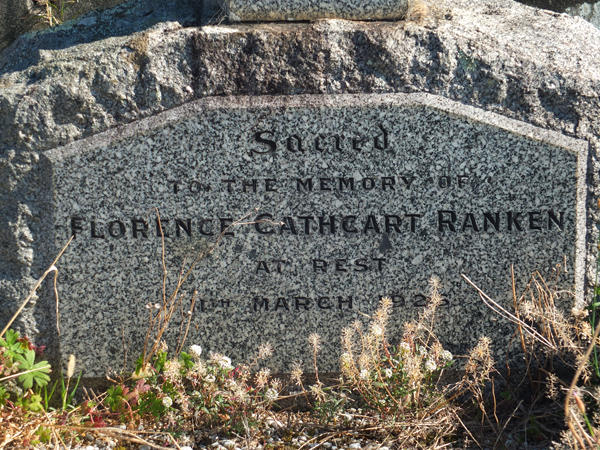 Sacred
TO THE MEMORY OF
FLORENCE CATHCART RANKEN
AT REST
MARCH